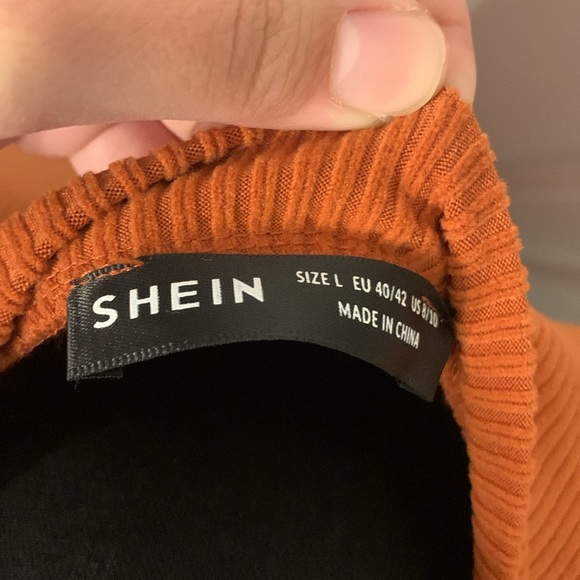 SHEIN
SIZE L EU 40/42 US 8/10
MADE IN CHINA